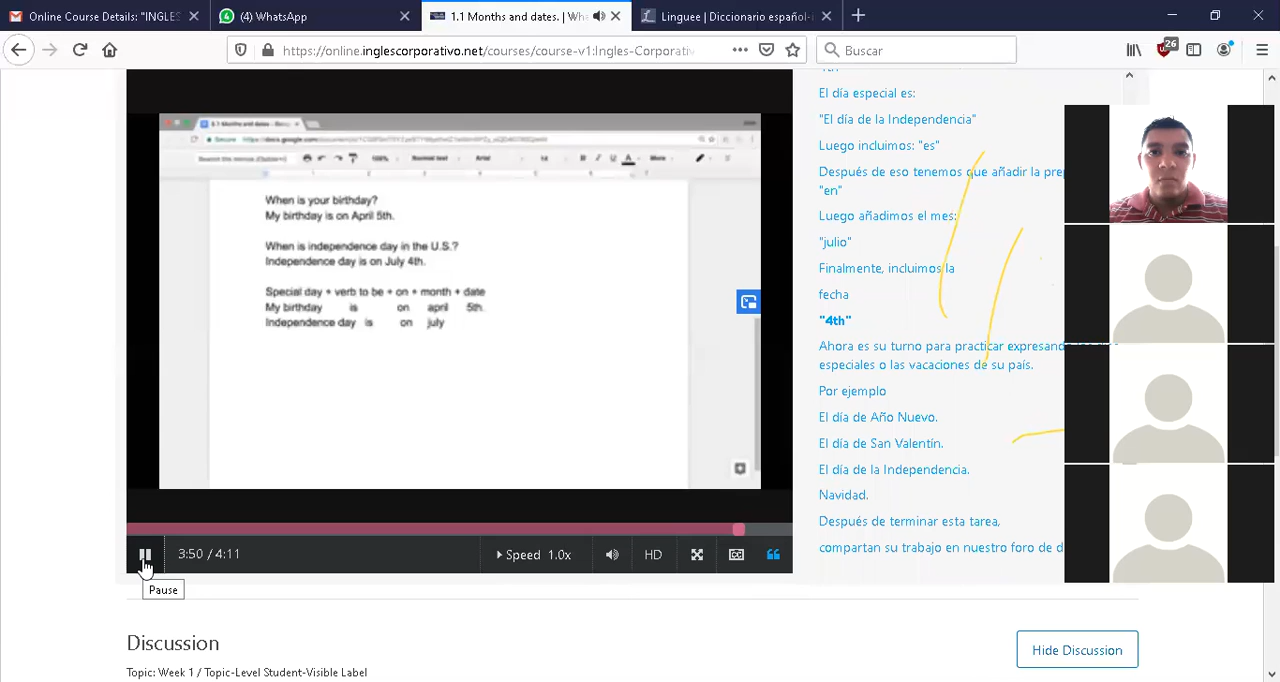 Online Course Details: "INGLES
(4) WhatsApp
1.1 Months and dates. | Whe
Linguee | Diccionario español-i
https://online.inglescorporativo.net/courses/course-v1:Ingles-Corporativ
Buscar
26
El día especial es:
"El día de la Independencia"
Luego incluimos: "es"
Después de eso tenemos que añadir la prep
"en"
Luego añadimos el mes:
"julio"
Finalmente, incluimos la
fecha
"4th"
Ahora es su turno para practicar expresando
especiales o las vacaciones de su país.
Por ejemplo
El día de Año Nuevo.
El día de San Valentín.
El día de la Independencia.
Navidad.
Después de terminar esta tarea,
compartan su trabajo en nuestro foro de d
When is your birthday?
My birthday is on April 5th.
When is independence day in the U.S.?
Independence day is on July 4th.
Special day + verb to be + on + month + date
My birthday is on april 5th.
Independence day is on july
3:50 / 4:11
Speed 1.0x
HD
Pause
Discussion
Hide Discussion
Topic: Week 1 / Topic-Level Student-Visible Label